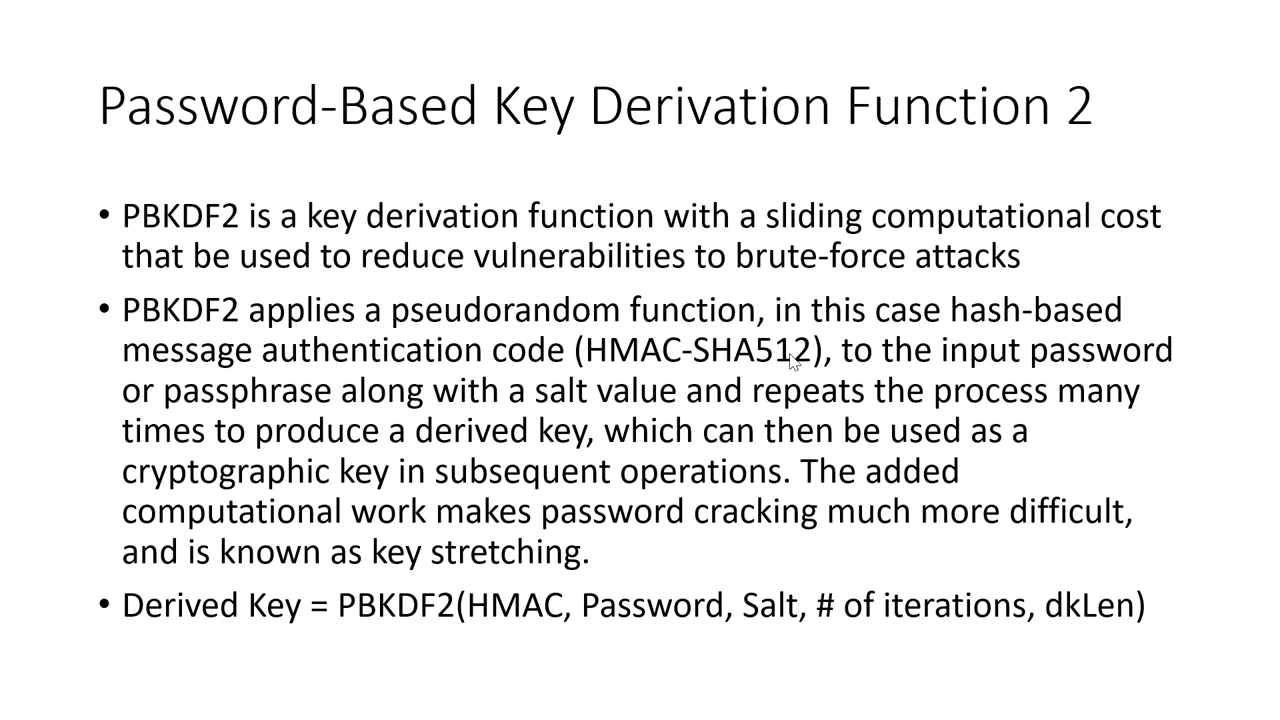 Password-Based Key Derivation Function 2
• PBKDF2 is a key derivation function with a sliding computational cost
that be used to reduce vulnerabilities to brute-force attacks
• PBKDF2 applies a pseudorandom function, in this case hash-based
message authentication code (HMAC-SHA512), to the input password
or passphrase along with a salt value and repeats the process many
times to produce a derived key, which can then be used as a
cryptographic key in subsequent operations. The added
computational work makes password cracking much more difficult,
and is known as key stretching.
• Derived Key = PBKDF2(HMAC, Password, Salt, # of iterations, dkLen)